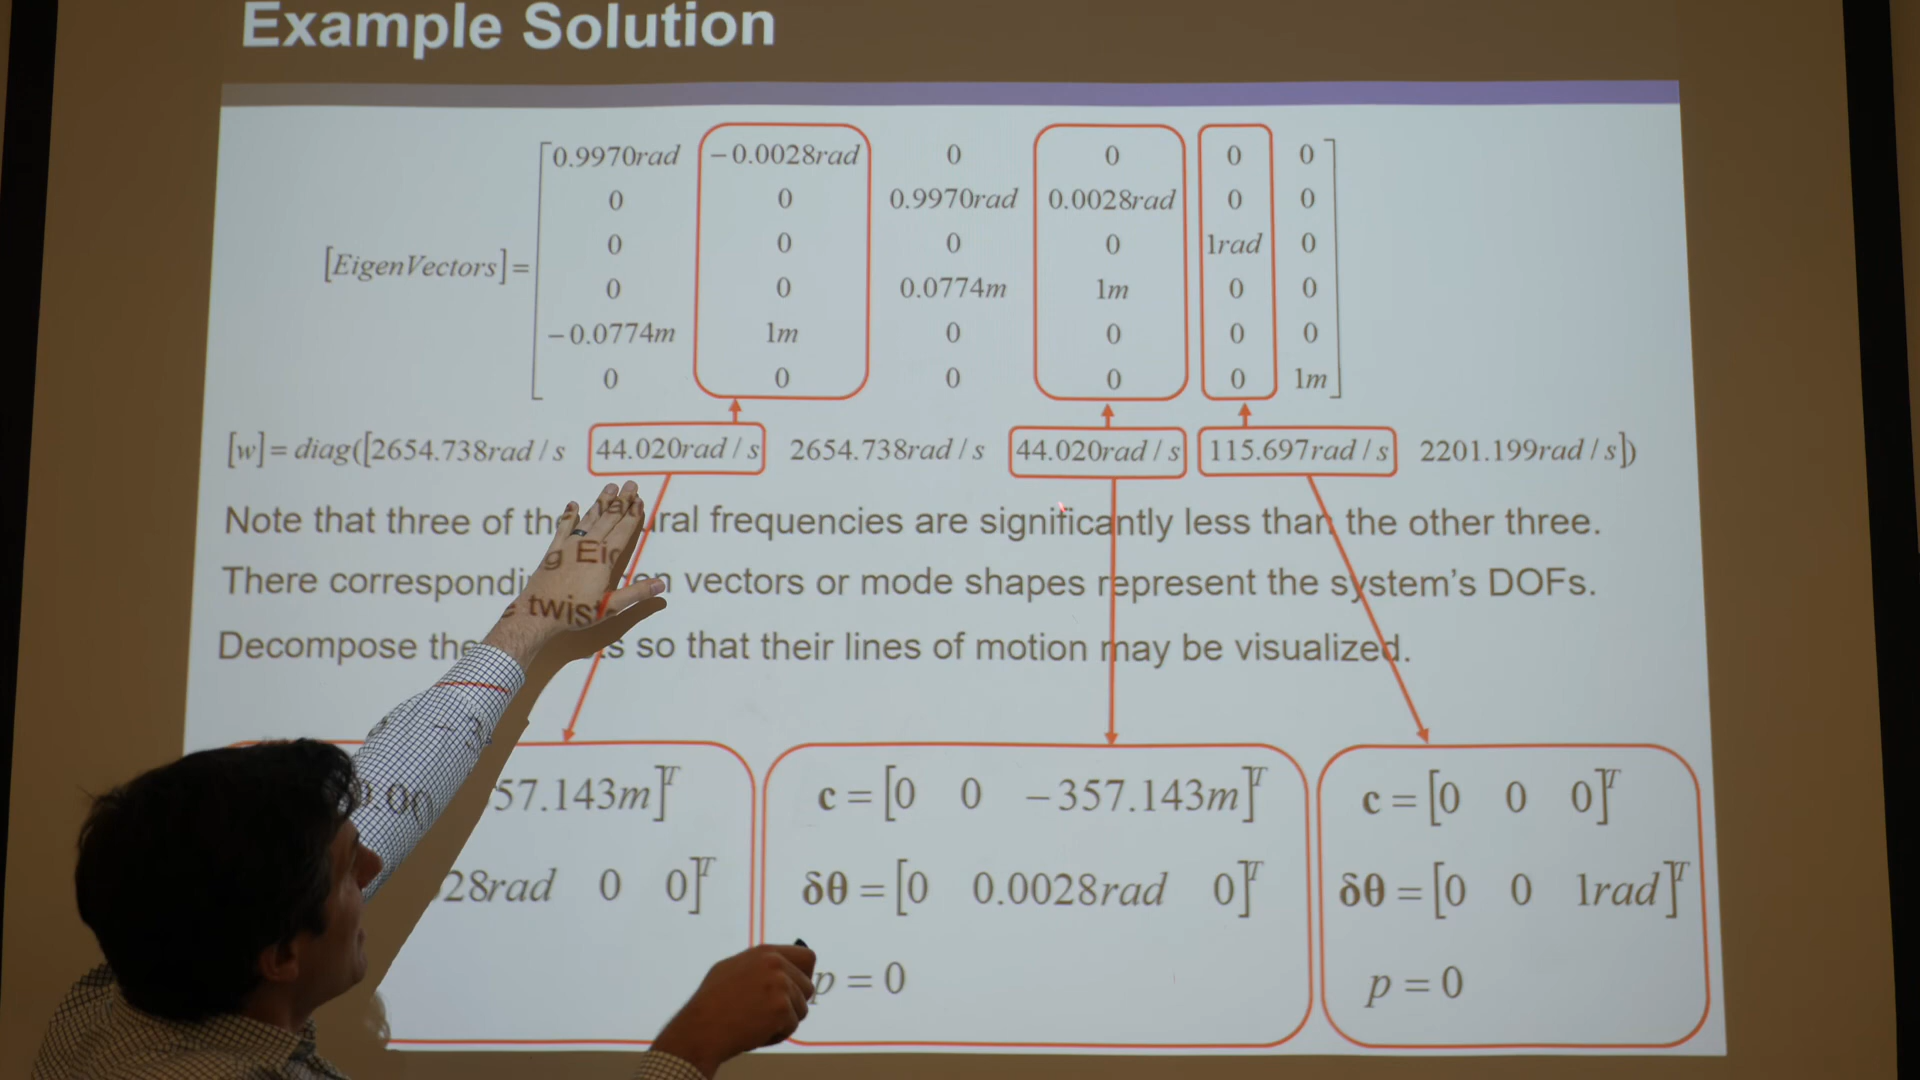 Example Solution
0.9970rad −0.0028rad 0 0 0 0
0 0 0.9970rad 0.0028rad 0 0
0 0 0 0 1rad 0
[EigenVectors]=
0 0 0.0774m 1m 0 0
−0.0774m 1m 0 0 0 0
0 0 0 0 0 1m
[w]= diag([2654.738rad / s 44.020rad / s 2654.738rad / s 44.020rad / s 115.697rad / s 2201.199rad / s])
Note that three of the natural frequencies are significantly less than the other three.
There corresponding Eigen vectors or mode shapes represent the system's DOFs.
Decompose the twists so that their lines of motion may be visualized.
57.143m]T
28rad 0 0]T
c = [0 0 −357.143m]T
δθ = [0 0.0028rad 0]T
p = 0
c = [0 0 0]T
δθ = [0 0 1rad]T
p = 0